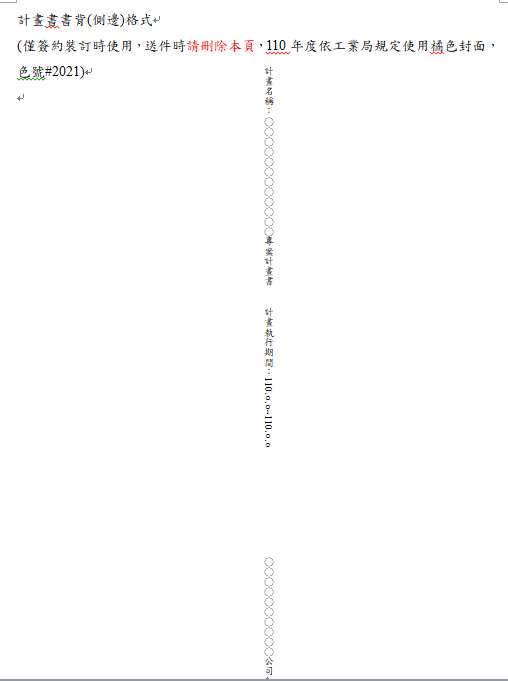 計畫書書背(側邊)格式
(僅簽約裝訂時使用，送件時請刪除本頁，110 年度依工業局規定使用橘色封面，
色號#2021)
計畫名稱：○○○○○○○○○○○○專案計畫書
計畫執行期間：110.o.o~110.o.o
○○○○○○○○○○公司